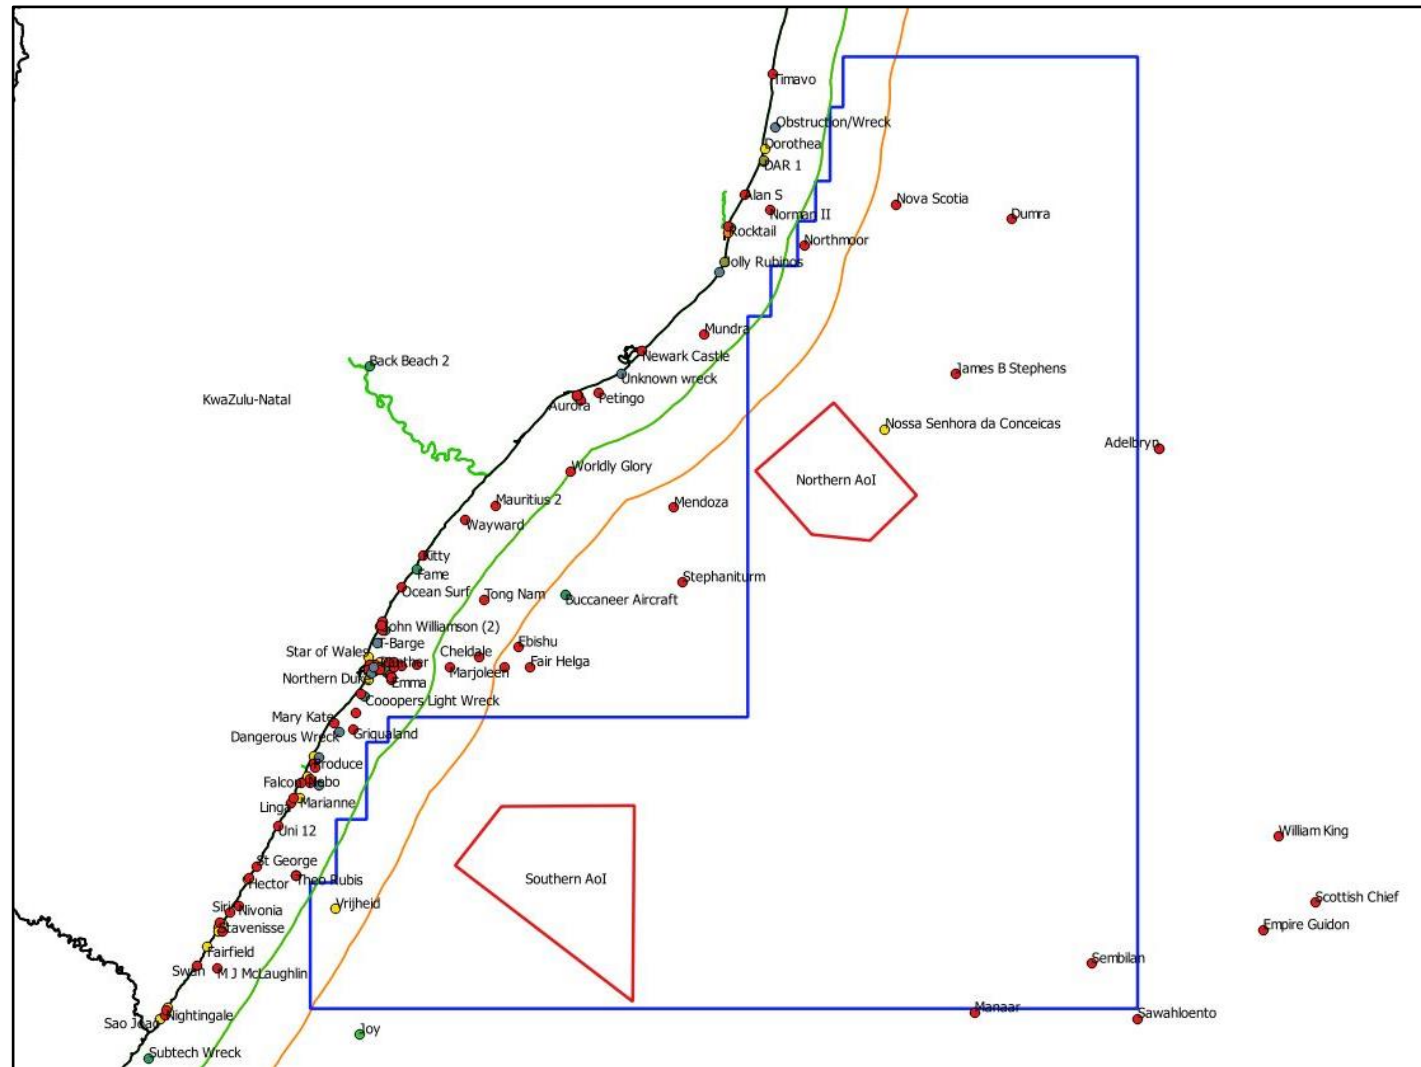 Timavo
Obstruction/Wreck
Dorothea
DAR 1
Alan S
Nova Scotia
Norman II
Dumra
Rocktail
Northmoor
Jolly Rubinos
Mundra
Newark Castle
Back Beach 2
James B Stephens
Unknown wreck
KwaZulu-Natal
Petingo
Aurora
Nossa Senhora da Conceicas
Adelbryn
Worldly Glory
Northern AoI
Mauritius 2
Mendoza
Wayward
Kitty
Fame
Stephaniturm
Ocean Surf
Tong Nam
Buccaneer Aircraft
John Williamson (2)
T-Barge
Ebishu
Star of Wales
Cheldale
Fair Helga
Marjoleen
Northern Duke
Emma
Cooopers Light Wreck
Mary Kate
Griqualand
Dangerous Wreck
Produce
Falcon
Nebo
Marianne
Linga
Uni 12
William King
St George
Hector
Theo Rubis
Southern AoI
Scottish Chief
Vrijheid
Siris
Nivonia
Stavenisse
Empire Guidon
Fairfield
Sembilan
Swan
M J McLaughlin
Manaar
Sawahloento
Nightingale
Sao Joao
Joy
Subtech Wreck